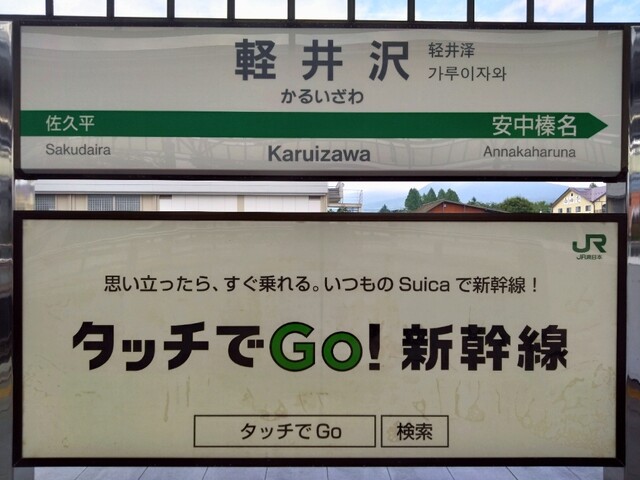 軽井沢
轻井泽
가루이자와
かるいざわ
佐久平 安中榛名
Sakudaira Karuizawa Annakaharuna
JR
JR東日本
思い立ったら、すぐ乗れる。いつものSuicaで新幹線!
タッチでGo!新幹線
タッチでGo 検索